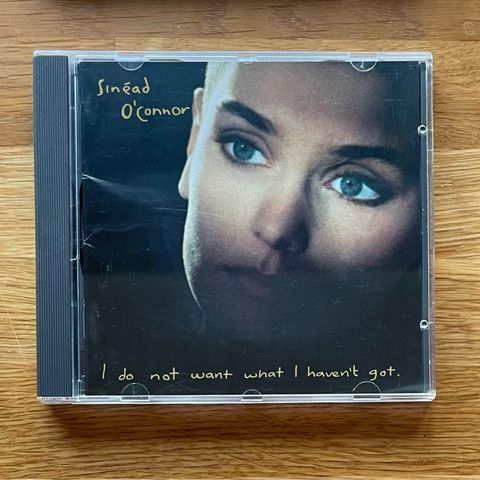 Sinéad
O'Connor
I do not want what I haven't got.